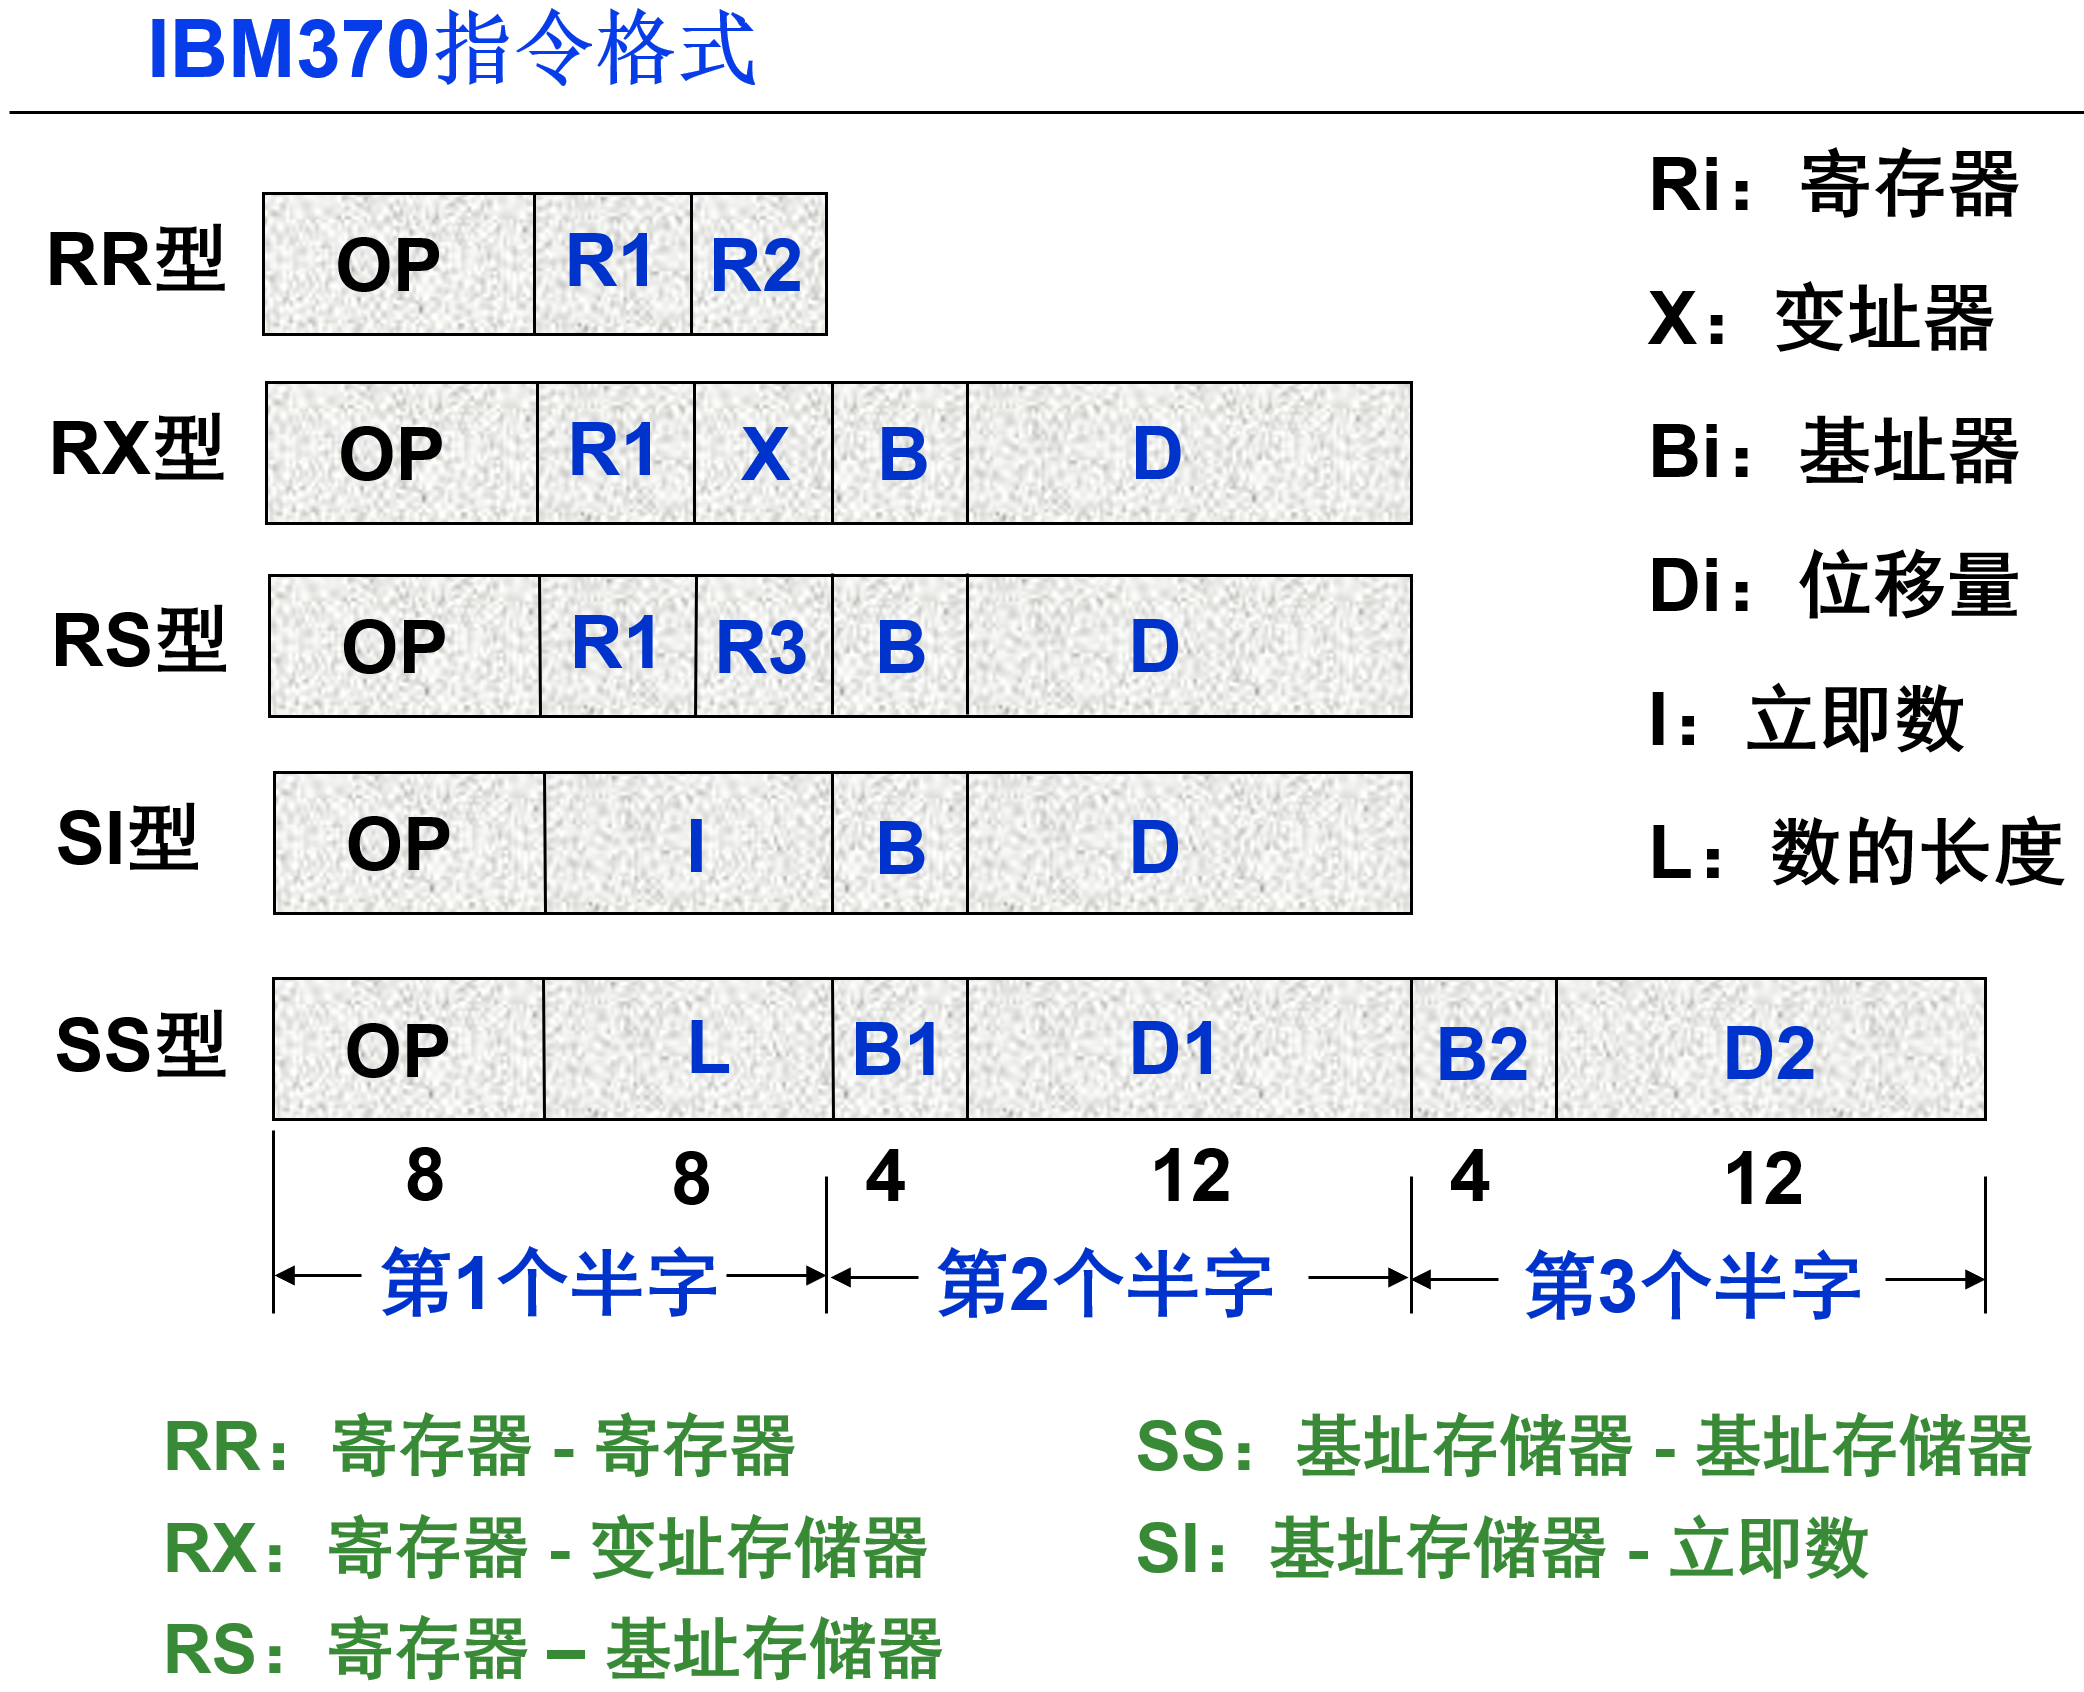 IBM370指令格式
RR型 OP R1 R2
Ri：寄存器
RX型 OP R1 X B D
X：变址器
Bi：基址器
RS型 OP R1 R3 B D
Di：位移量
I：立即数
SI型 OP I B D
L：数的长度
SS型 OP L B1 D1 B2 D2
8 8 4 12 4 12
第1个半字 第2个半字 第3个半字
RR：寄存器 - 寄存器
SS：基址存储器 - 基址存储器
RX：寄存器 - 变址存储器
SI：基址存储器 - 立即数
RS：寄存器 – 基址存储器